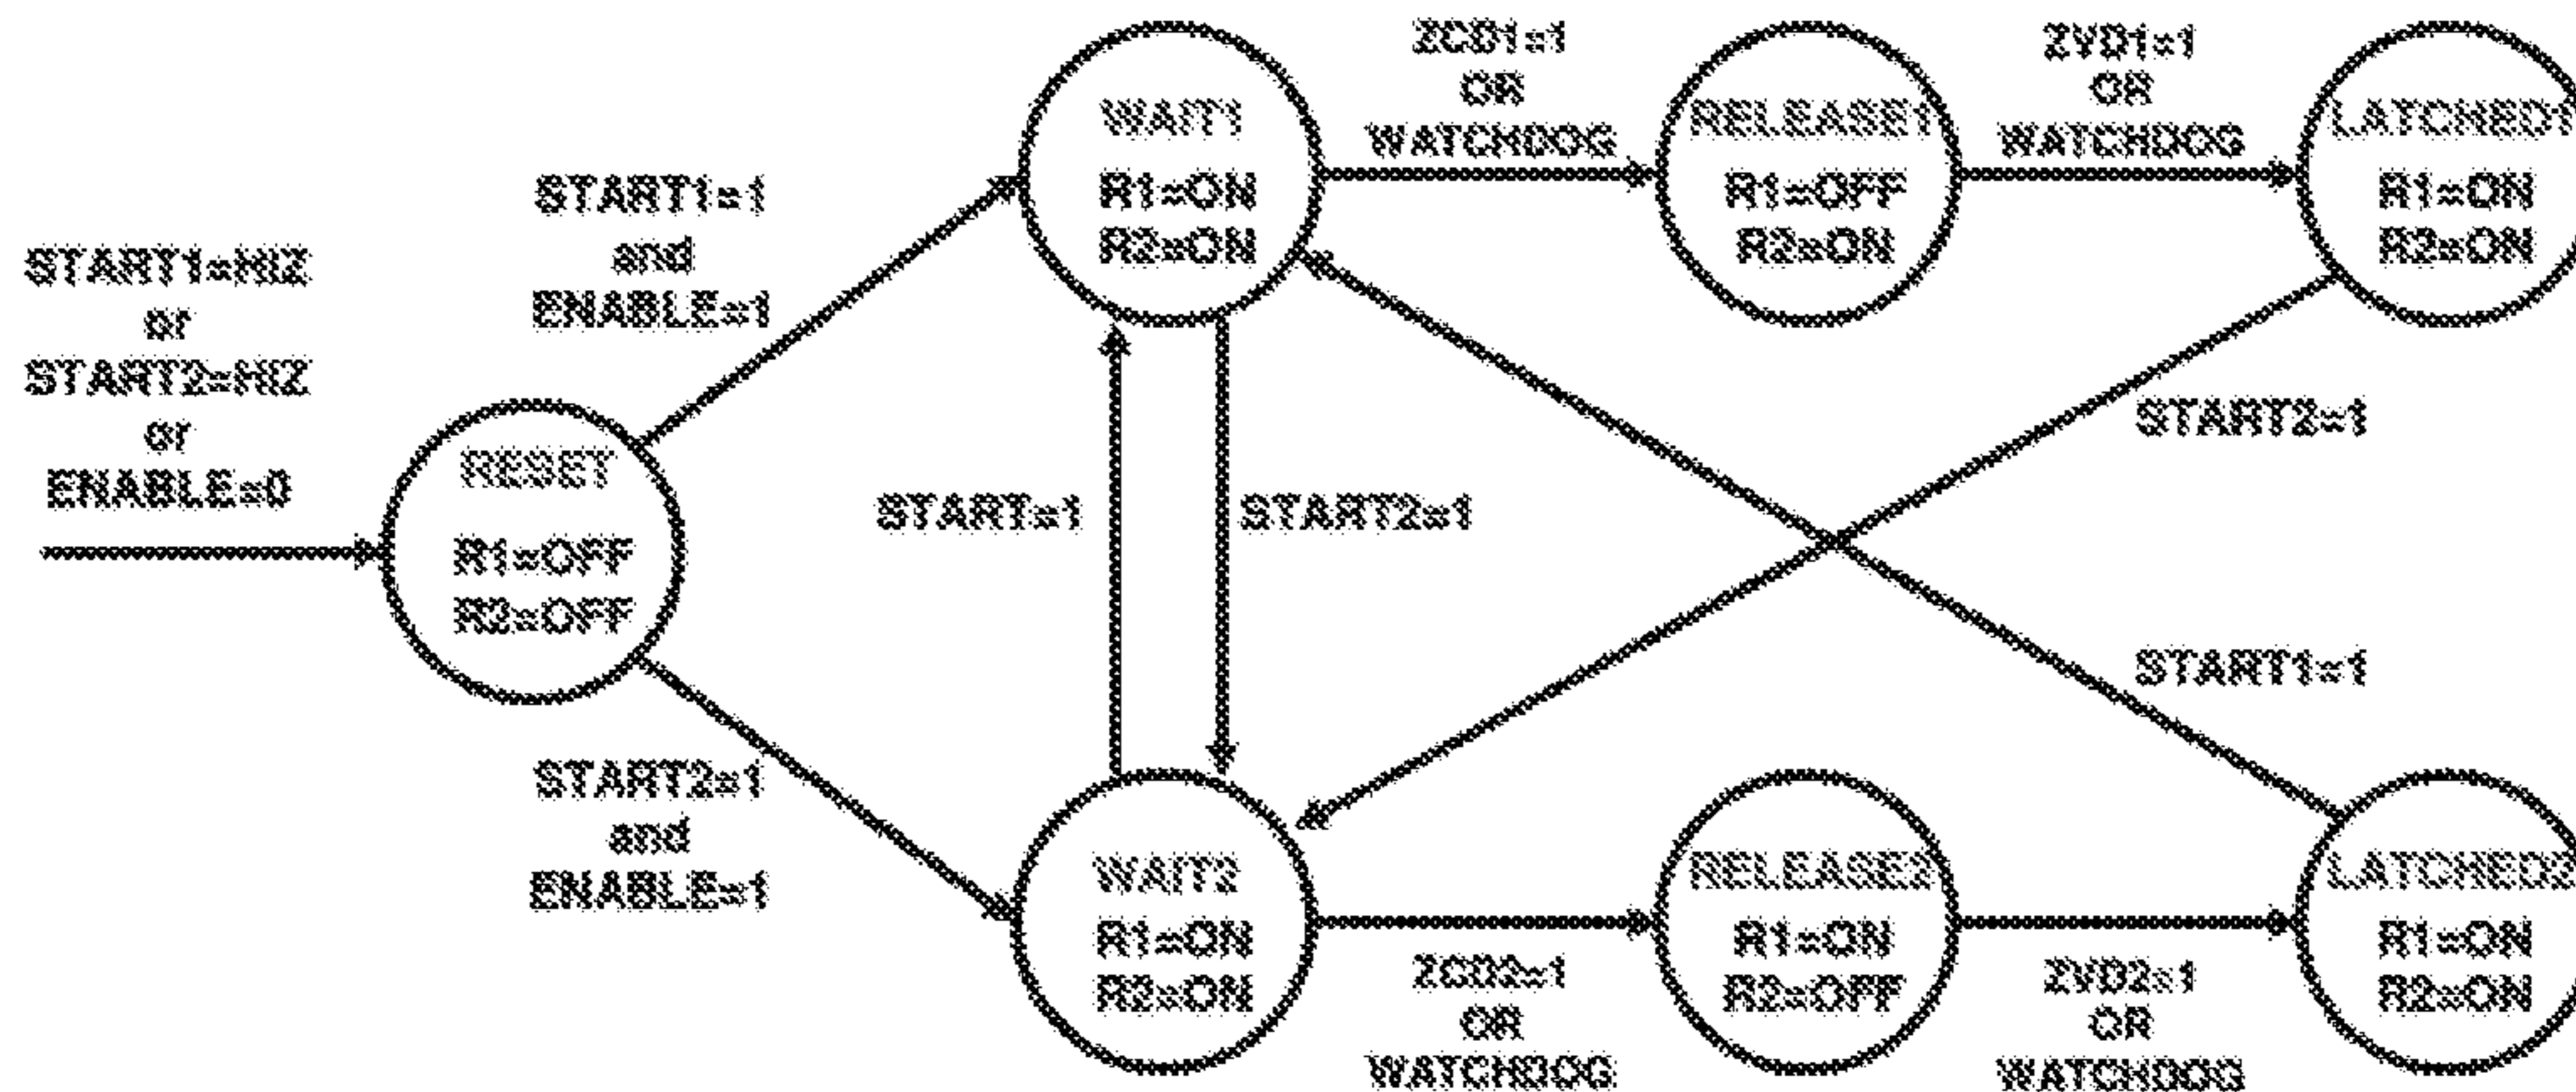 START1=HIZ
or
START2=HIZ
or
ENABLE=0
RESET
R1=OFF
R2=OFF
START1=1
and
ENABLE=1
START2=1
and
ENABLE=1
WAIT1
R1=ON
R2=ON
START=1
START2=1
WAIT2
R1=ON
R2=ON
ZCD1=1
OR
WATCHDOG
RELEASE1
R1=OFF
R2=ON
ZVD1=1
OR
WATCHDOG
LATCHED1
R1=ON
R2=ON
START2=1
START1=1
ZCD2=1
OR
WATCHDOG
RELEASE2
R1=ON
R2=OFF
ZVD2=1
OR
WATCHDOG
LATCHED2
R1=ON
R2=ON